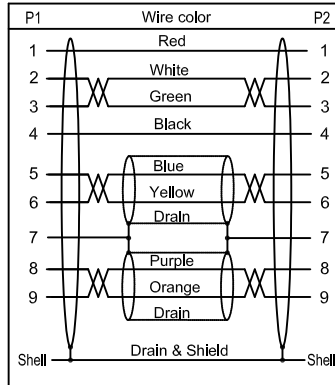 P1 Wire color P2
1 Red 1
2 White 2
3 Green 3
4 Black 4
5 Blue 5
6 Yellow 6
Drain
7 7
8 Purple 8
9 Orange 9
Drain
Shell Drain & Shield Shell